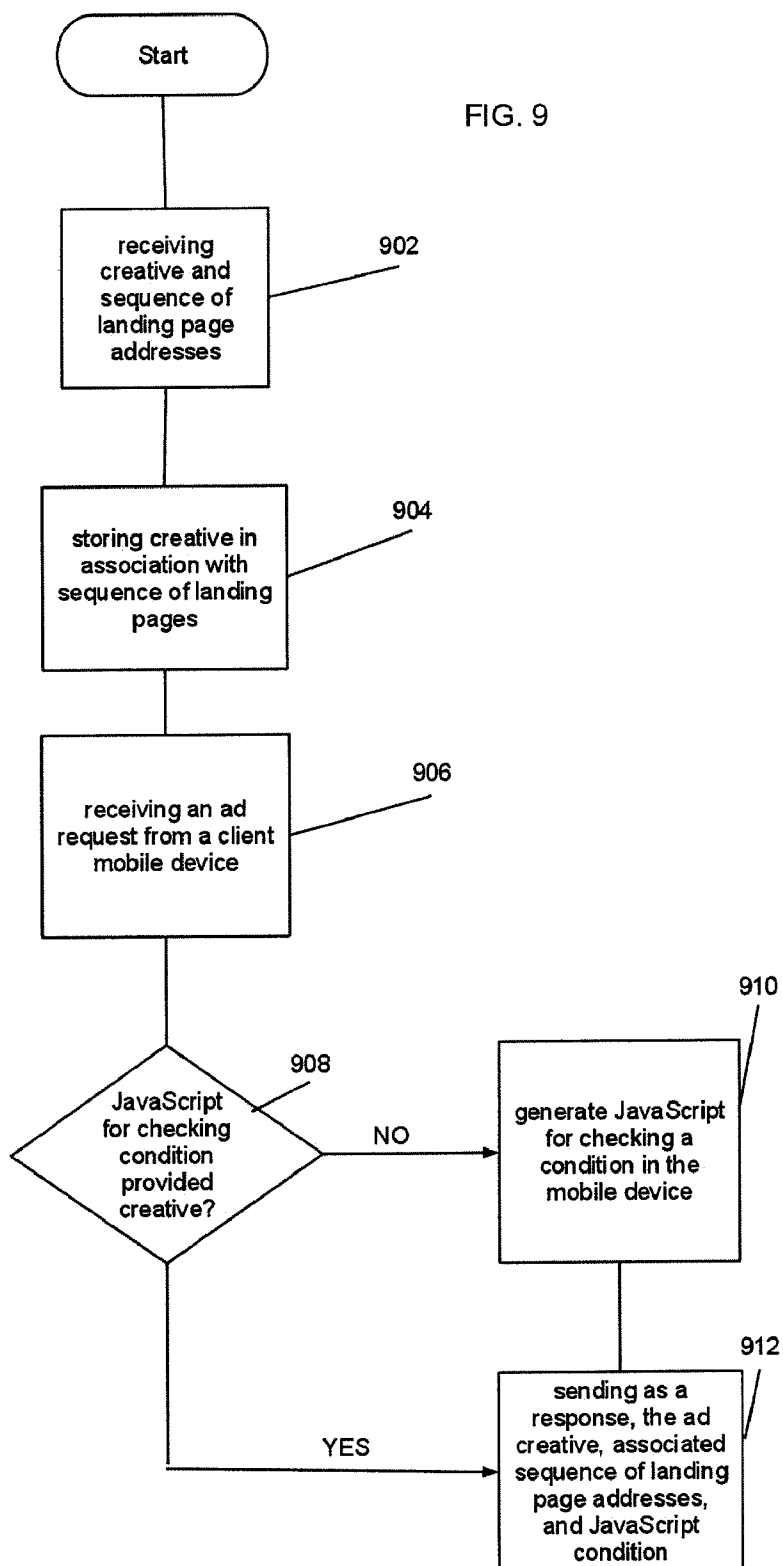 Start
FIG. 9
902
receiving
creative and
sequence of
landing page
addresses
904
storing creative in
association with
sequence of landing
pages
906
receiving an ad
request from a client
mobile device
908
JavaScript
for checking
condition
provided
creative?
NO
910
generate JavaScript
for checking a
condition in the
mobile device
912
YES
sending as a
response, the ad
creative, associated
sequence of landing
page addresses,
and JavaScript
condition